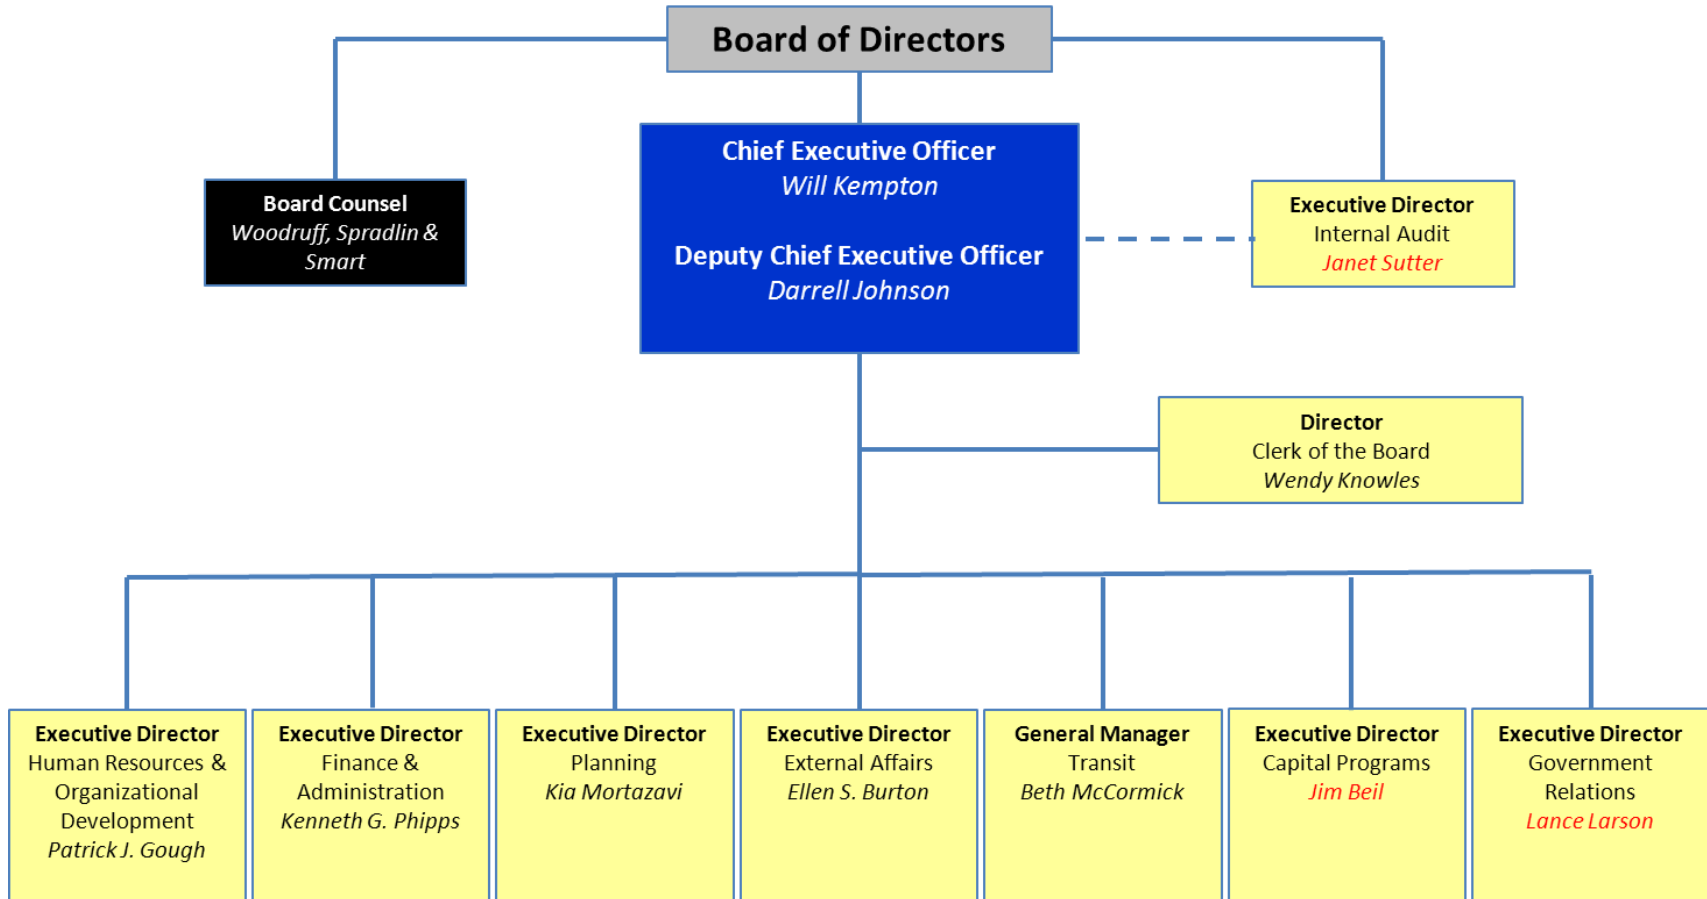 Board of Directors
Chief Executive Officer
Will Kempton
Deputy Chief Executive Officer
Darrell Johnson
Board Counsel
Woodruff, Spradlin &
Smart
Executive Director
Internal Audit
Janet Sutter
Director
Clerk of the Board
Wendy Knowles
Executive Director
Human Resources &
Organizational
Development
Patrick J. Gough
Executive Director
Finance &
Administration
Kenneth G. Phipps
Executive Director
Planning
Kia Mortazavi
Executive Director
External Affairs
Ellen S. Burton
General Manager
Transit
Beth McCormick
Executive Director
Capital Programs
Jim Beil
Executive Director
Government
Relations
Lance Larson